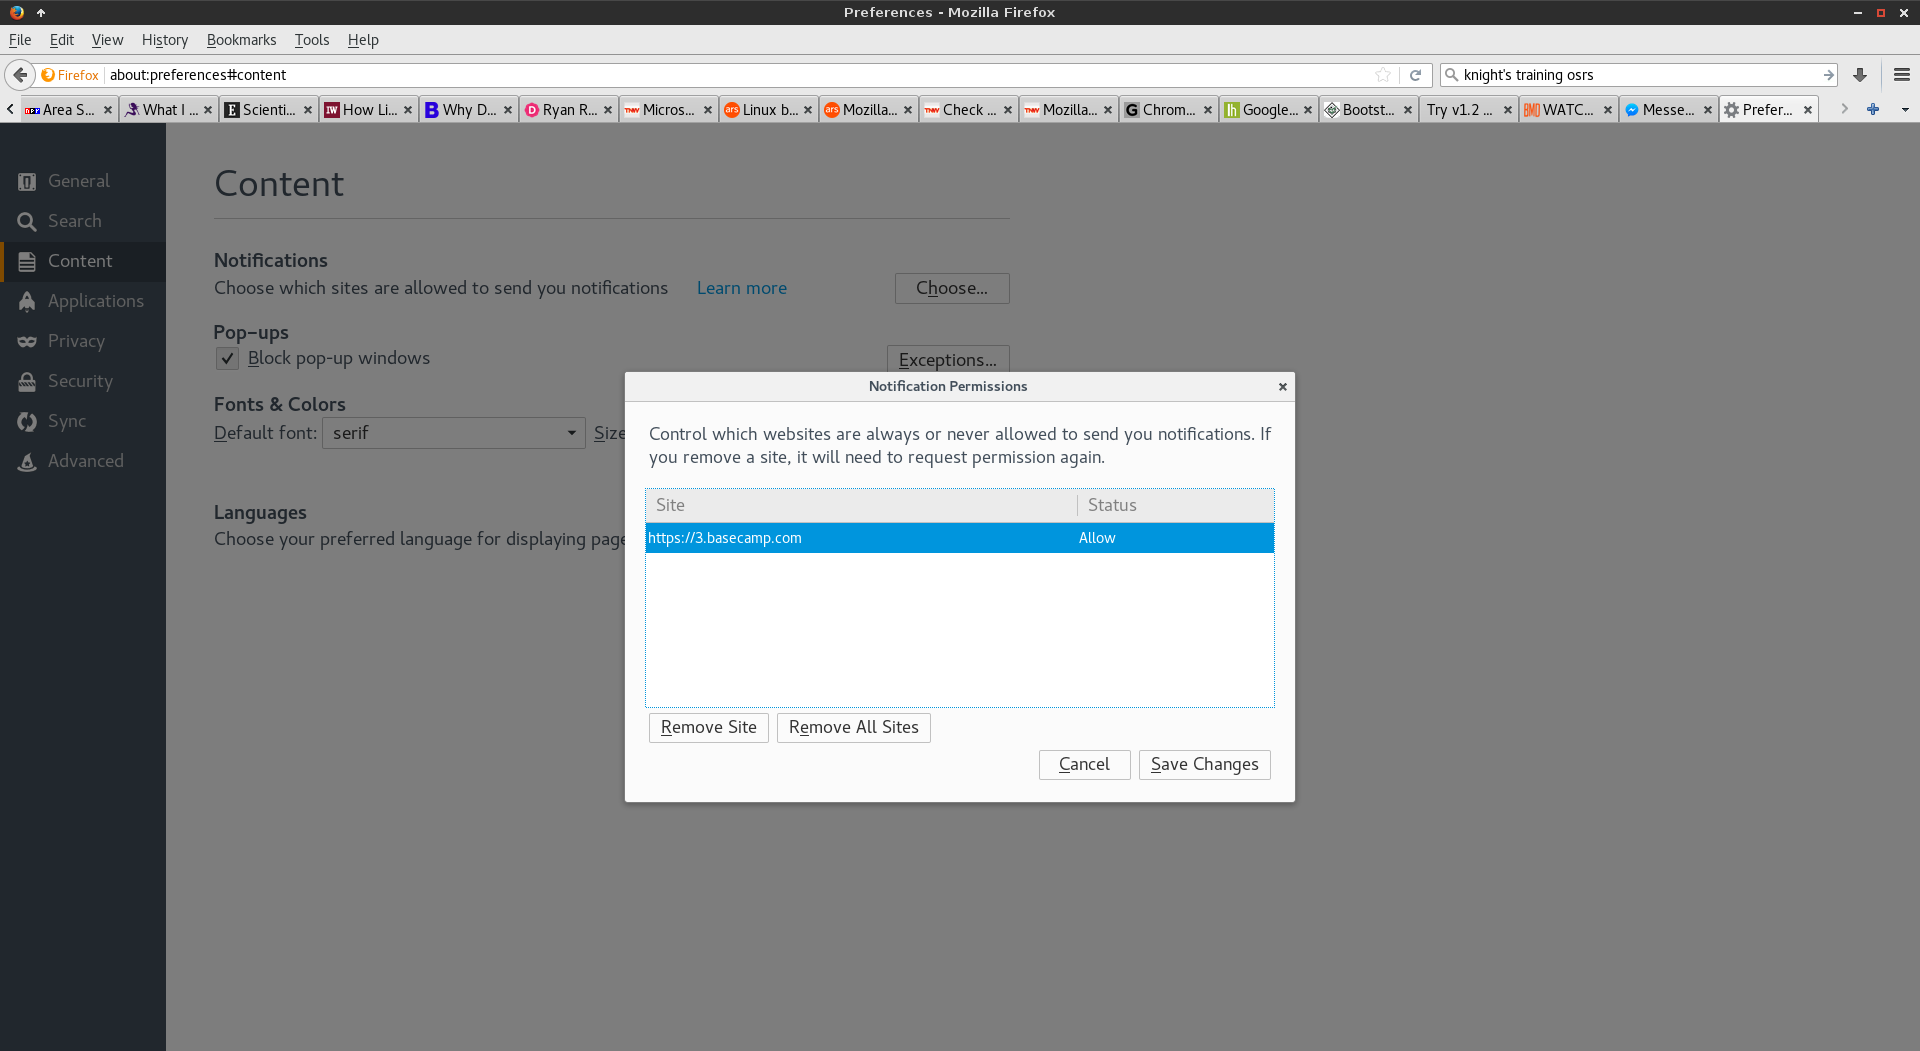 Preferences - Mozilla Firefox
File Edit View History Bookmarks Tools Help
Firefox about:preferences#content knight's training osrs
Area S... What I ... Scienti... How Li... Why D... Ryan R... Micros... Linux b... Mozilla... Check ... Mozilla... Chrom... Google... Bootst... Try v1.2 ... WATC... Messe... Prefer...
General
Search
Content
Applications
Privacy
Security
Sync
Advanced
Content
Notifications
Choose which sites are allowed to send you notifications Learn more Choose...
Pop-ups
Block pop-up windows Exceptions...
Fonts & Colors
Default font: serif Size
Languages
Choose your preferred language for displaying page
Notification Permissions
Control which websites are always or never allowed to send you notifications. If
you remove a site, it will need to request permission again.
Site Status
https://3.basecamp.com Allow
Remove Site Remove All Sites
Cancel Save Changes